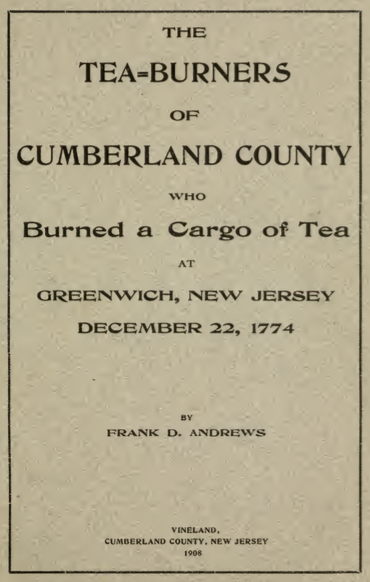 THE
TEA=BURNERS
OF
CUMBERLAND COUNTY
WHO
Burned a Cargo of Tea
AT
GREENWICH, NEW JERSEY
DECEMBER 22, 1774
BY
FRANK D. ANDREWS
VINELAND,
CUMBERLAND COUNTY, NEW JERSEY
1908